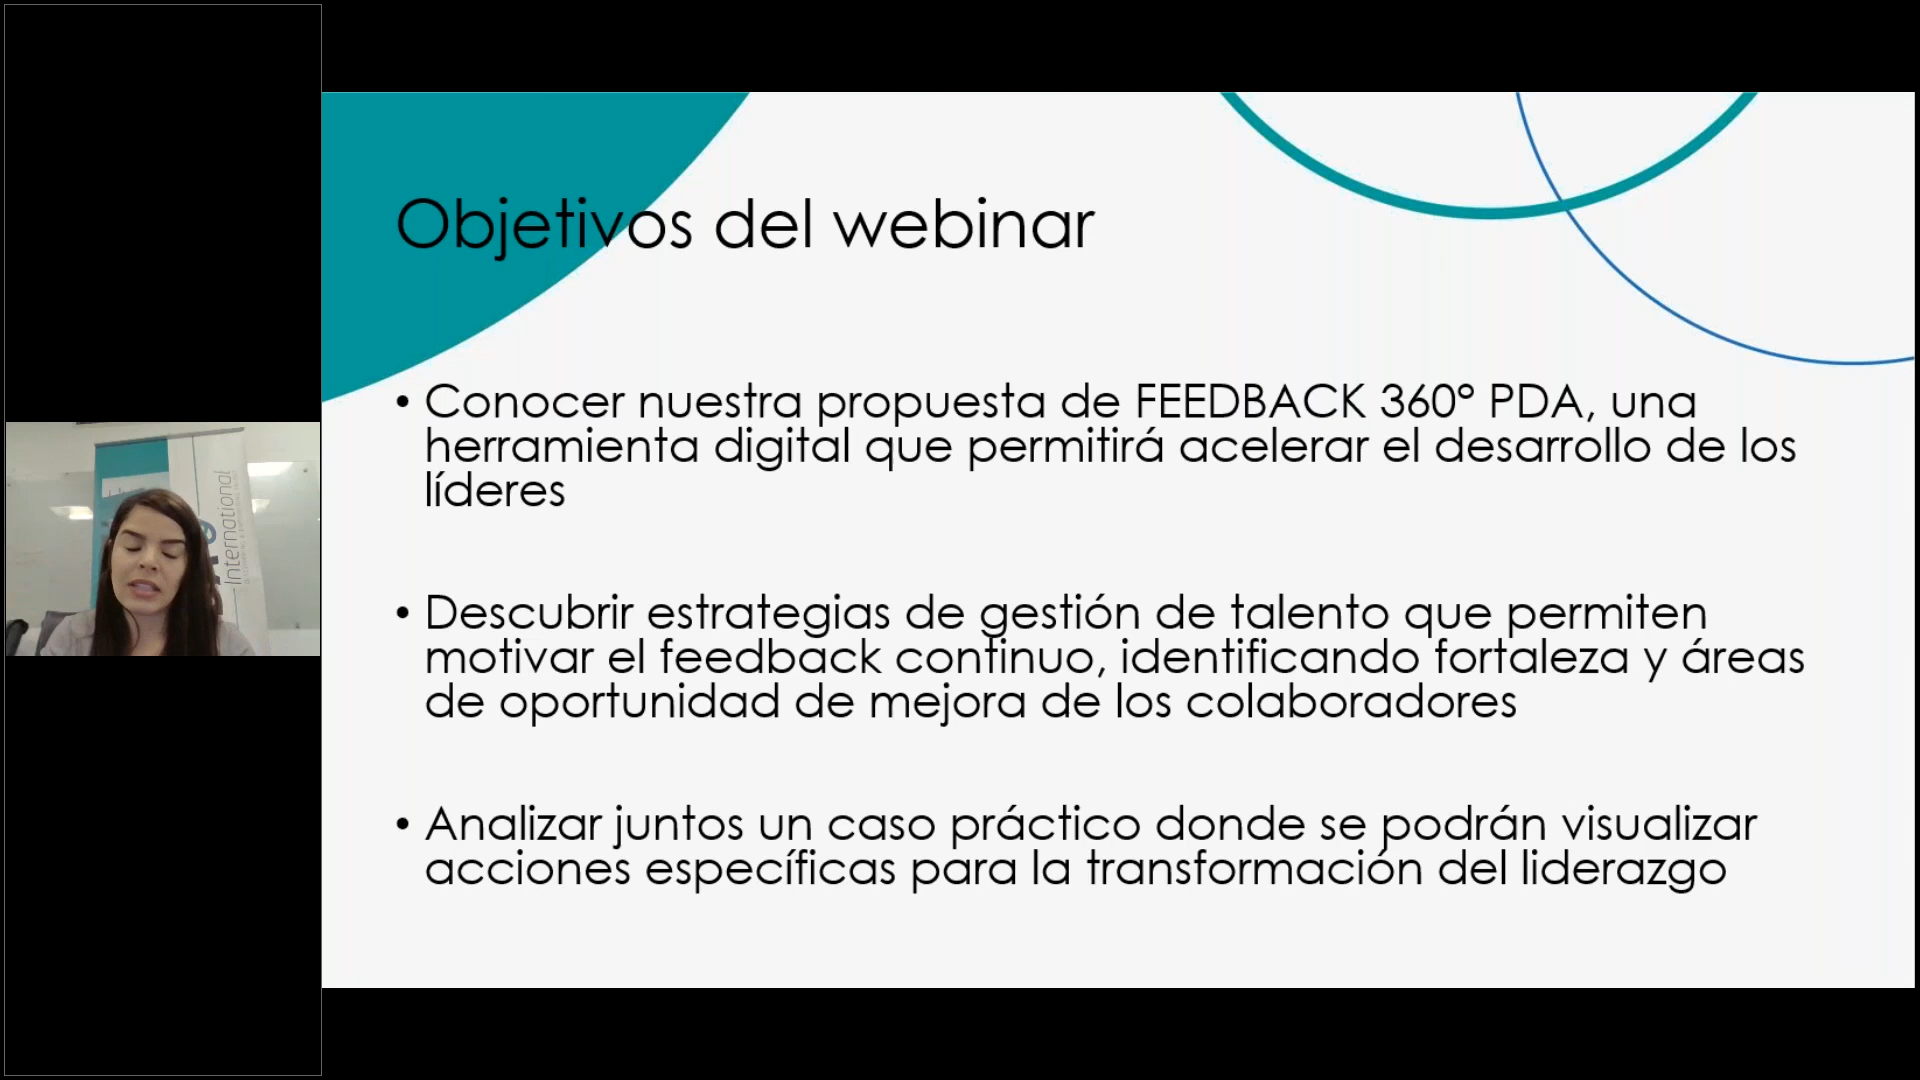 Objetivos del webinar
• Conocer nuestra propuesta de FEEDBACK 360° PDA, una
herramienta digital que permitirá acelerar el desarrollo de los
líderes
• Descubrir estrategias de gestión de talento que permiten
motivar el feedback continuo, identificando fortaleza y áreas
de oportunidad de mejora de los colaboradores
• Analizar juntos un caso práctico donde se podrán visualizar
acciones específicas para la transformación del liderazgo
International